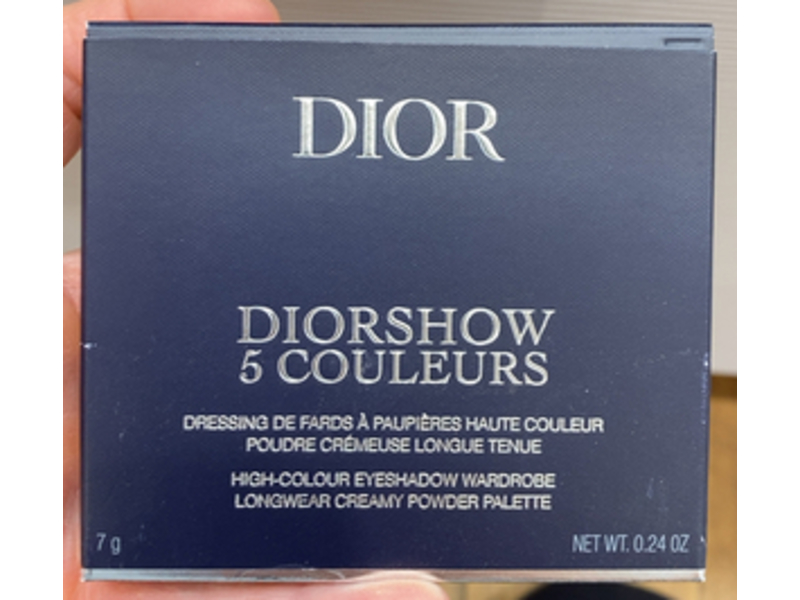 DIOR
DIORSHOW
5 COULEURS
DRESSING DE FARDS À PAUPIÈRES HAUTE COULEUR
POUDRE CRÉMEUSE LONGUE TENUE
HIGH-COLOUR EYESHADOW WARDROBE
LONGWEAR CREAMY POWDER PALETTE
7 g
NET WT. 0.24 OZ